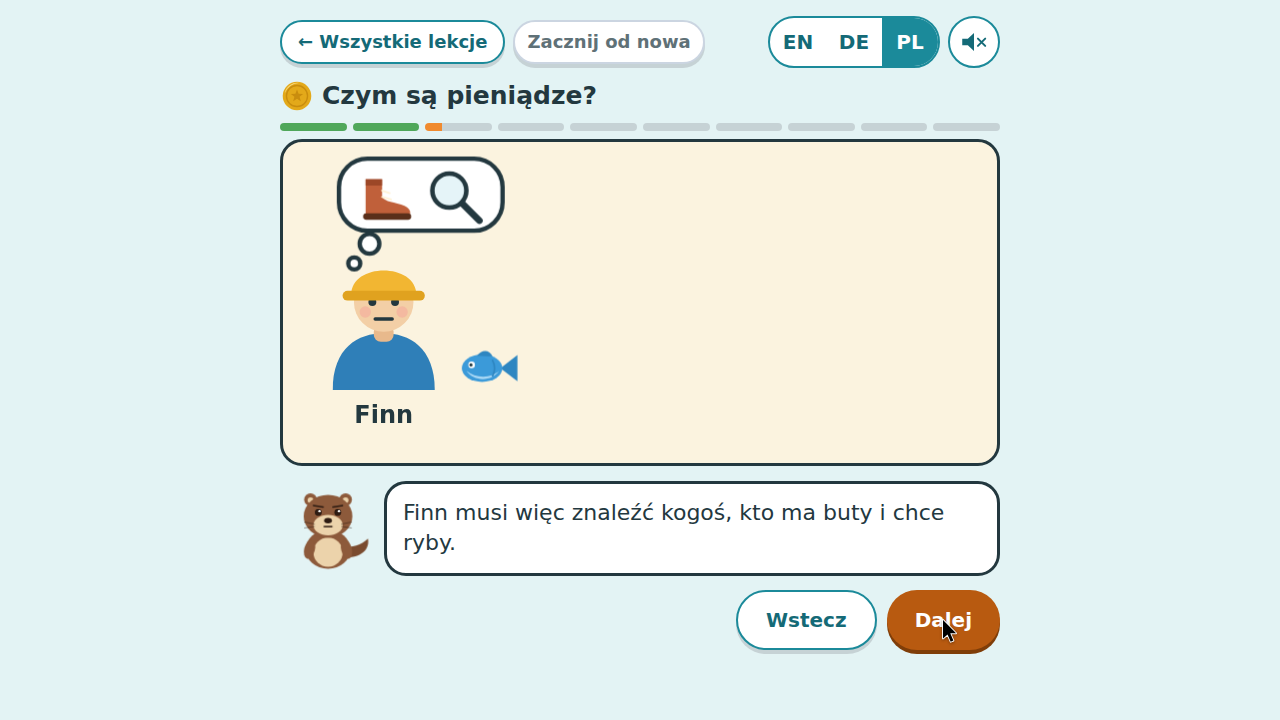 ← Wszystkie lekcje
Zacznij od nowa
EN DE PL
Czym są pieniądze?
Finn
Finn musi więc znaleźć kogoś, kto ma buty i chce
ryby.
Wstecz
Dalej